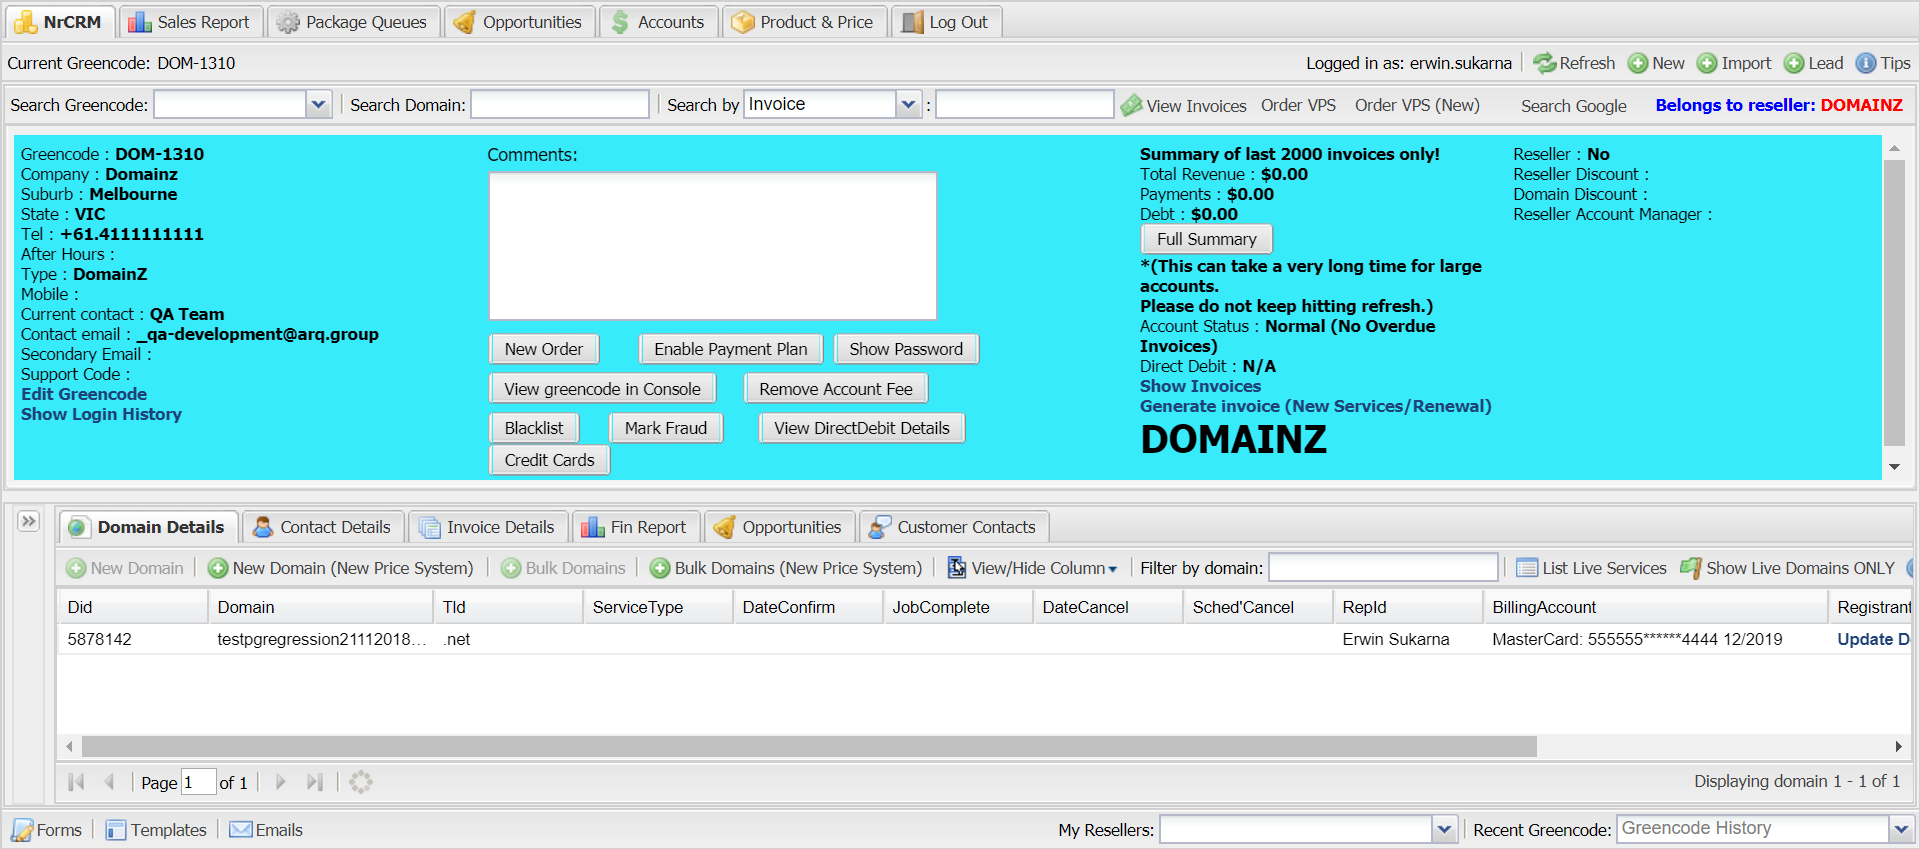 NrCRM Sales Report Package Queues Opportunities Accounts Product & Price Log Out
Current Greencode: DOM-1310 Logged in as: erwin.sukarna Refresh New Import Lead Tips
Search Greencode: Search Domain: Search by Invoice : View Invoices Order VPS Order VPS (New) Search Google Belongs to reseller: DOMAINZ
Greencode : DOM-1310
Company : Domainz
Suburb : Melbourne
State : VIC
Tel : +61.4111111111
After Hours :
Type : DomainZ
Mobile :
Current contact : QA Team
Contact email : _qa-development@arq.group
Secondary Email :
Support Code :
Edit Greencode
Show Login History
Comments:
New Order Enable Payment Plan Show Password
View greencode in Console Remove Account Fee
Blacklist Mark Fraud View DirectDebit Details
Credit Cards
Summary of last 2000 invoices only!
Total Revenue : $0.00
Payments : $0.00
Debt : $0.00
Full Summary
*(This can take a very long time for large
accounts.
Please do not keep hitting refresh.)
Account Status : Normal (No Overdue
Invoices)
Direct Debit : N/A
Show Invoices
Generate invoice (New Services/Renewal)
DOMAINZ
Reseller : No
Reseller Discount :
Domain Discount :
Reseller Account Manager :
Domain Details Contact Details Invoice Details Fin Report Opportunities Customer Contacts
New Domain New Domain (New Price System) Bulk Domains Bulk Domains (New Price System) View/Hide Column Filter by domain: List Live Services Show Live Domains ONLY
Did Domain Tld ServiceType DateConfirm JobComplete DateCancel Sched'Cancel RepId BillingAccount Registrant
5878142 testpgregression21112018... .net Erwin Sukarna MasterCard: 555555******4444 12/2019 Update D
Page 1 of 1 Displaying domain 1 - 1 of 1
Forms Templates Emails My Resellers: Recent Greencode: Greencode History